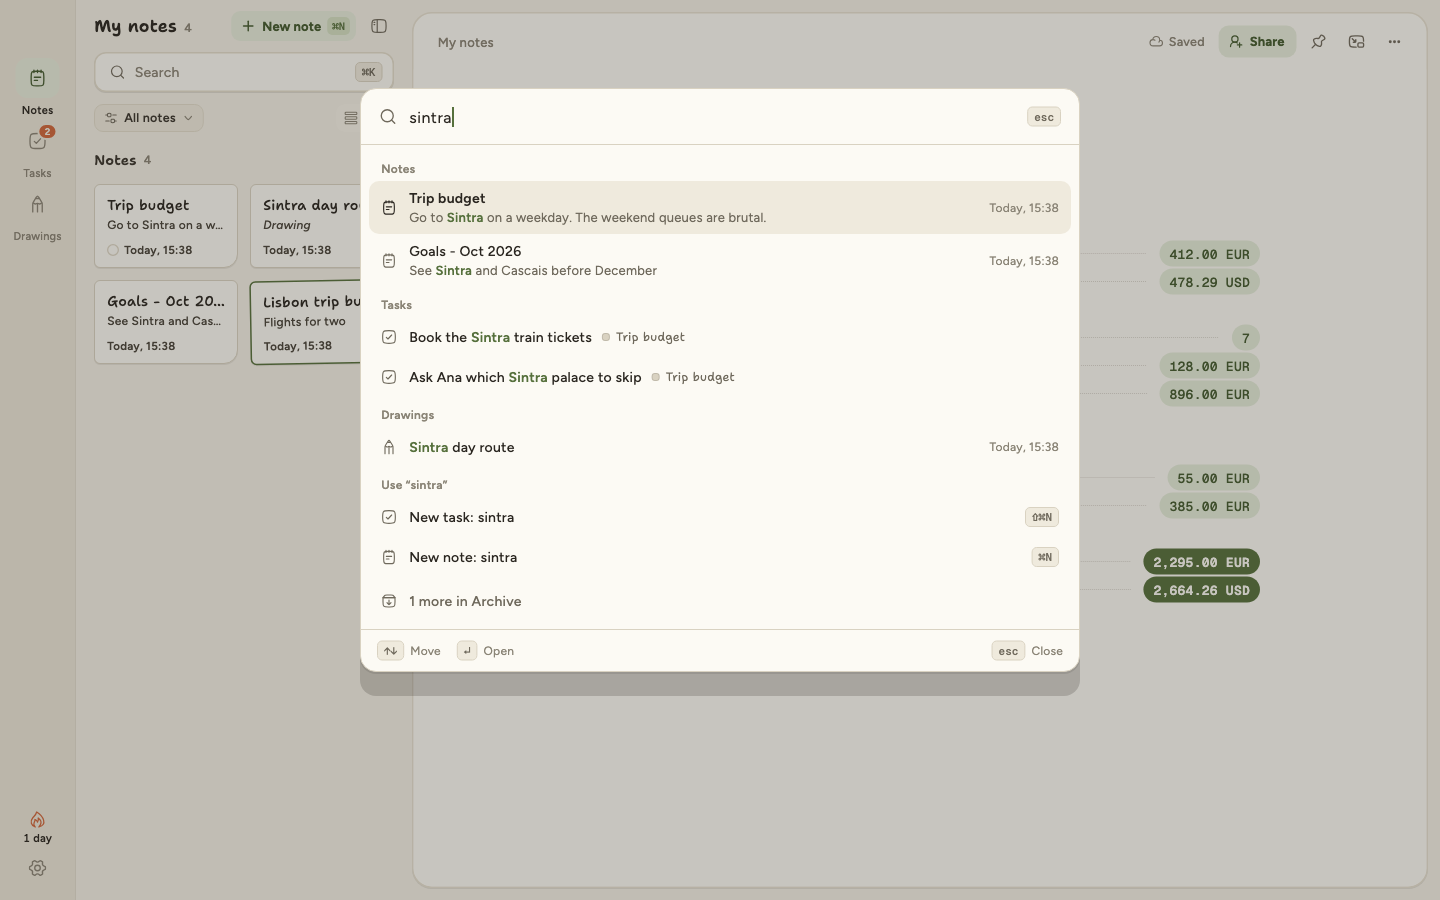 My notes 4
New note ⌘N
Search ⌘K
All notes
Notes
2
Tasks
Drawings
Notes 4
Trip budget
Go to Sintra on a w...
Today, 15:38
Sintra day ro
Drawing
Today, 15:38
Goals - Oct 20...
See Sintra and Cas...
Today, 15:38
Lisbon trip bu
Flights for two
Today, 15:38
1 day
My notes
Saved
Share
sintra
esc
Notes
Trip budget
Go to Sintra on a weekday. The weekend queues are brutal.
Today, 15:38
Goals - Oct 2026
See Sintra and Cascais before December
Today, 15:38
Tasks
Book the Sintra train tickets Trip budget
Ask Ana which Sintra palace to skip Trip budget
Drawings
Sintra day route
Today, 15:38
Use “sintra”
New task: sintra ⇧⌘N
New note: sintra ⌘N
1 more in Archive
↑↓ Move ↵ Open
esc Close
412.00 EUR
478.29 USD
7
128.00 EUR
896.00 EUR
55.00 EUR
385.00 EUR
2,295.00 EUR
2,664.26 USD